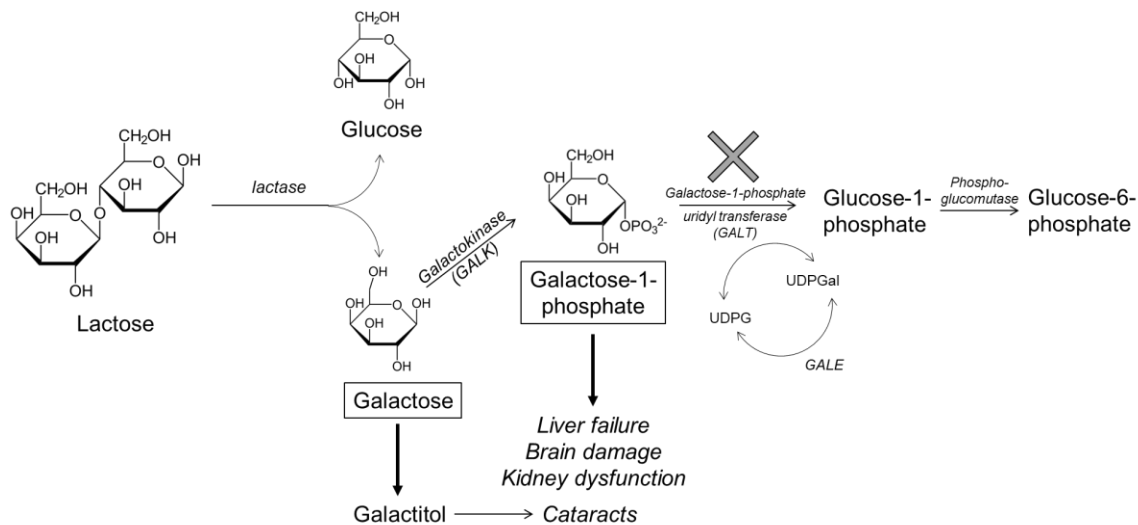 CH₂OH
O
OH
OH
OH
OH
Glucose
CH₂OH
O
OH
OH
OH
CH₂OH
O
OH
O
OH
OH
Lactose
lactase
OH
OH
O
OH
OH
OH
Galactose
Galactokinase
(GALK)
CH₂OH
OH
O
OH
OPO₃²⁻
OH
Galactose-1-
phosphate
Galactose-1-phosphate
uridyl transferase
(GALT)
Glucose-1-
phosphate
Phospho-
glucomutase
Glucose-6-
phosphate
UDPGal
UDPG
GALE
Liver failure
Brain damage
Kidney dysfunction
Galactitol
Cataracts